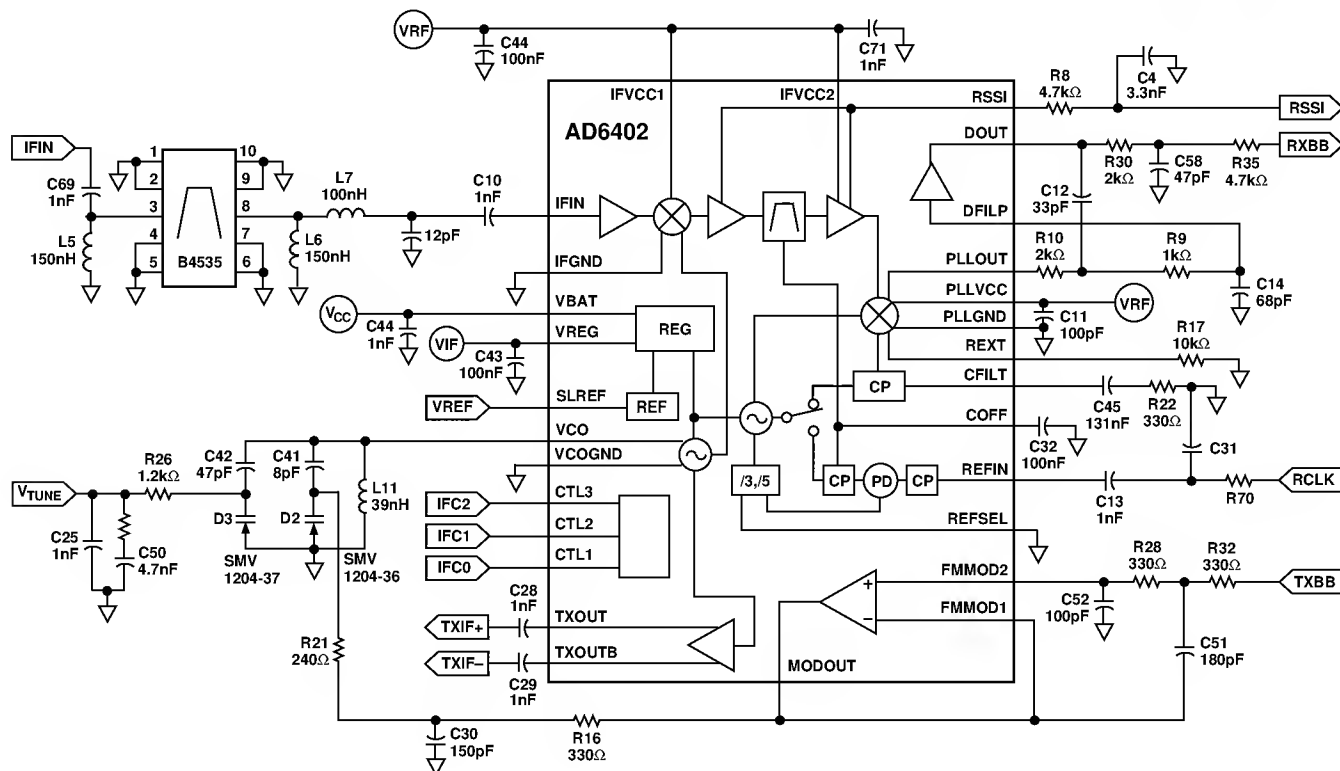 VRF
C44
100nF
C71
1nF
IFVCC1
IFVCC2
AD6402
RSSI
R8
4.7kΩ
C4
3.3nF
RSSI
DOUT
R30
2kΩ
C58
47pF
R35
4.7kΩ
RXBB
C12
33pF
DFILP
IFIN
C69
1nF
L5
150nH
1
2
3
4
5
10
9
8
7
6
B4535
L6
150nH
L7
100nH
12pF
C10
1nF
IFIN
IFGND
PLLOUT
R10
2kΩ
R9
1kΩ
C14
68pF
PLLVCC
VRF
PLLGND
C11
100pF
REXT
R17
10kΩ
VCC
C44
1nF
VBAT
VIF
C43
100nF
VREG
REG
VREF
SLREF
REF
CP
CFILT
C45
131nF
R22
330Ω
COFF
C32
100nF
C31
VCO
VCOGND
/3,/5
CP
PD
CP
REFIN
C13
1nF
R70
RCLK
REFSEL
VTUNE
R26
1.2kΩ
C42
47pF
C41
8pF
L11
39nH
C25
1nF
C50
4.7nF
D3
SMV
1204-37
D2
SMV
1204-36
IFC2
CTL3
IFC1
CTL2
IFC0
CTL1
FMMOD2
R28
330Ω
R32
330Ω
TXBB
C52
100pF
FMMOD1
+
−
C51
180pF
MODOUT
TXIF+
C28
1nF
TXOUT
TXIF−
C29
1nF
TXOUTB
R21
240Ω
C30
150pF
R16
330Ω